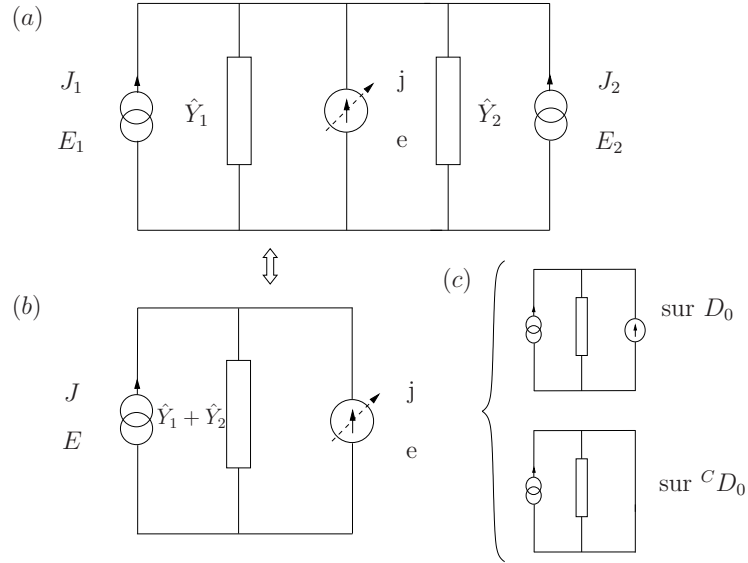 (a)
J₁
E₁
Ŷ₁
j
e
Ŷ₂
J₂
E₂
(b)
J
E
Ŷ₁ + Ŷ₂
j
e
(c)
sur D₀
sur ᶜD₀